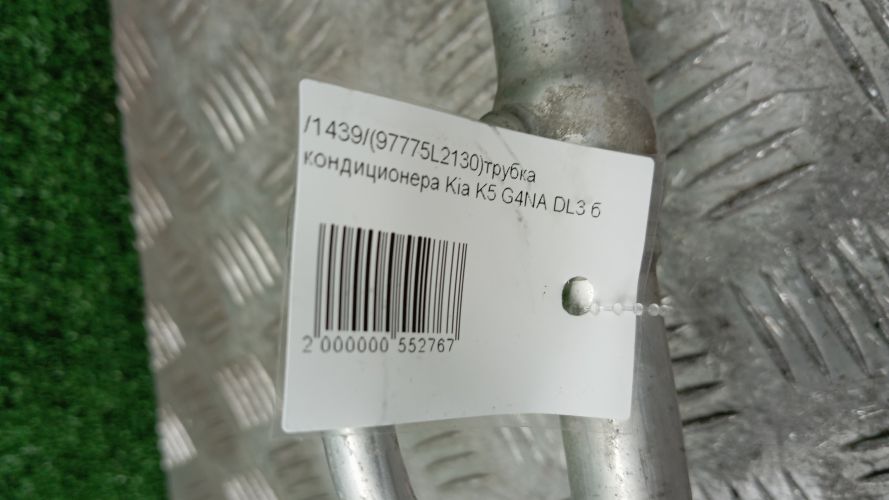 /1439/(97775L2130)трубка
кондиционера Kia K5 G4NA DL3 б
2 000000 552767